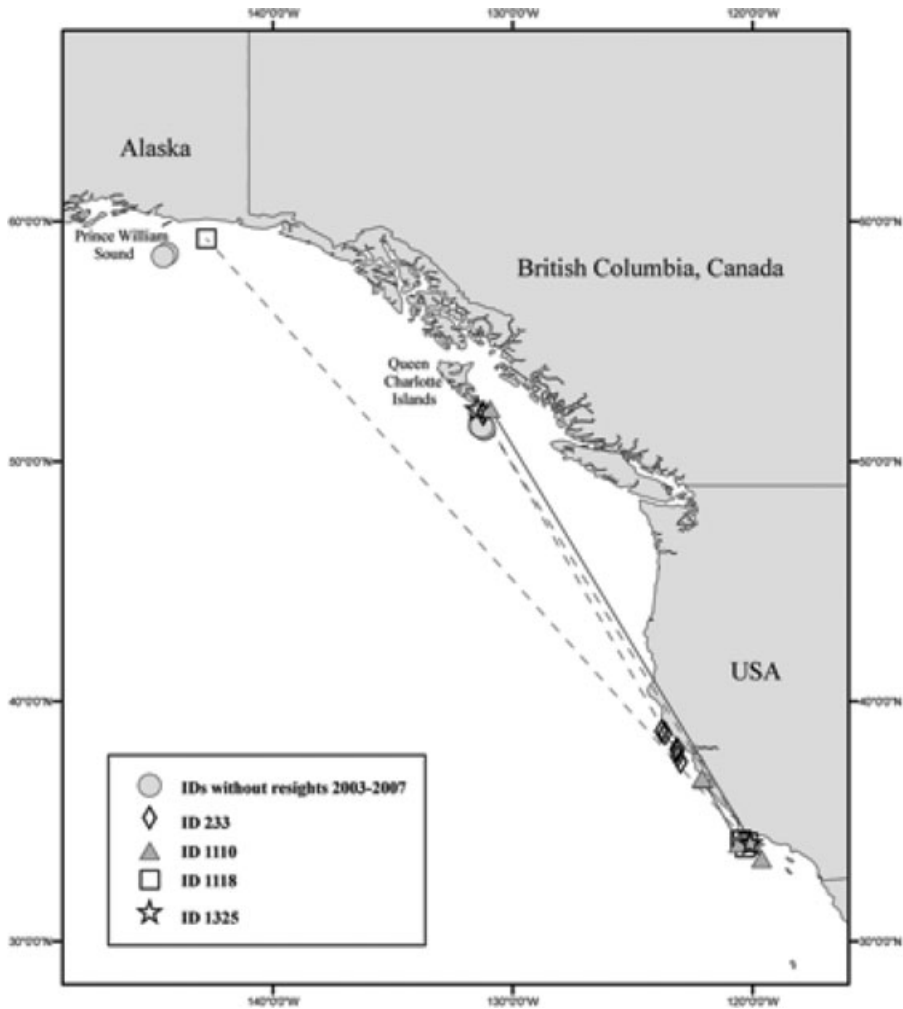 140°0'0"W 130°0'0"W 120°0'0"W
Alaska
60°0'0"N 60°0'0"N
Prince William
Sound
British Columbia, Canada
Queen
Charlotte
Islands
50°0'0"N 50°0'0"N
USA
40°0'0"N 40°0'0"N
IDs without resights 2003-2007
ID 233
ID 1110
ID 1118
ID 1325
30°0'0"N 30°0'0"N
140°0'0"W 130°0'0"W 120°0'0"W